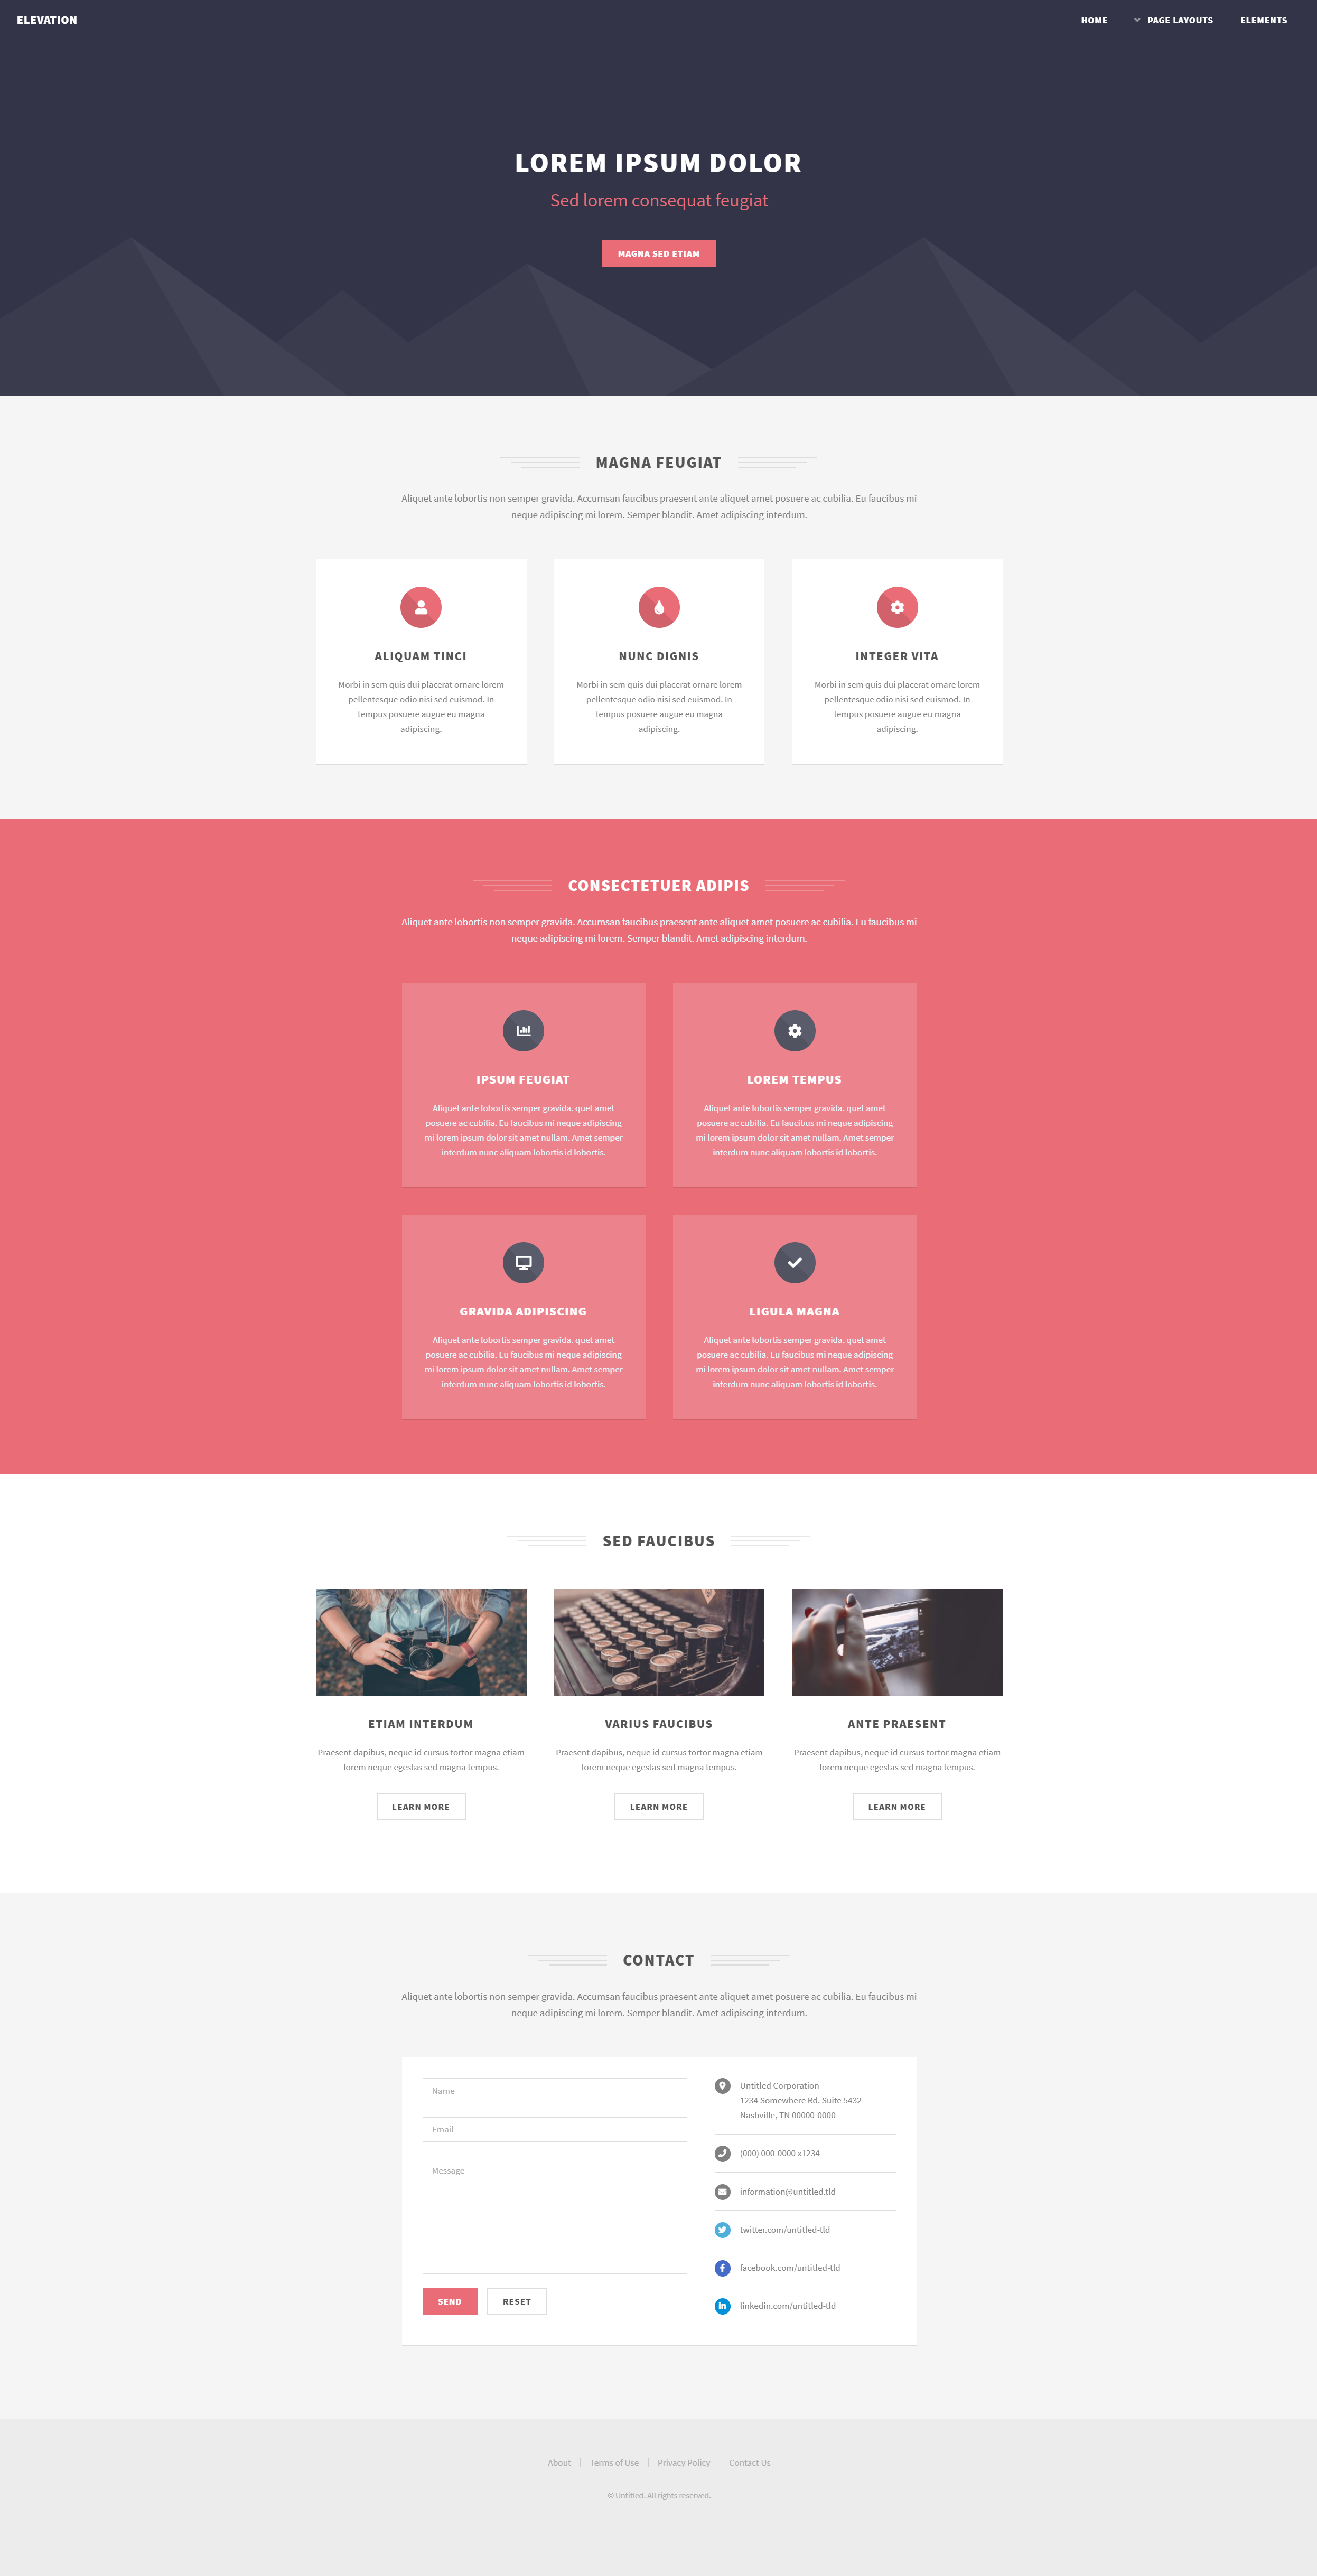 ELEVATION
HOME
PAGE LAYOUTS
ELEMENTS
LOREM IPSUM DOLOR
Sed lorem consequat feugiat
MAGNA SED ETIAM
MAGNA FEUGIAT
Aliquet ante lobortis non semper gravida. Accumsan faucibus praesent ante aliquet amet posuere ac cubilia. Eu faucibus mi
neque adipiscing mi lorem. Semper blandit. Amet adipiscing interdum.
ALIQUAM TINCI
Morbi in sem quis dui placerat ornare lorem
pellentesque odio nisi sed euismod. In
tempus posuere augue eu magna
adipiscing.
NUNC DIGNIS
Morbi in sem quis dui placerat ornare lorem
pellentesque odio nisi sed euismod. In
tempus posuere augue eu magna
adipiscing.
INTEGER VITA
Morbi in sem quis dui placerat ornare lorem
pellentesque odio nisi sed euismod. In
tempus posuere augue eu magna
adipiscing.
CONSECTETUER ADIPIS
Aliquet ante lobortis non semper gravida. Accumsan faucibus praesent ante aliquet amet posuere ac cubilia. Eu faucibus mi
neque adipiscing mi lorem. Semper blandit. Amet adipiscing interdum.
IPSUM FEUGIAT
Aliquet ante lobortis semper gravida. quet amet
posuere ac cubilia. Eu faucibus mi neque adipiscing
mi lorem ipsum dolor sit amet nullam. Amet semper
interdum nunc aliquam lobortis id lobortis.
LOREM TEMPUS
Aliquet ante lobortis semper gravida. quet amet
posuere ac cubilia. Eu faucibus mi neque adipiscing
mi lorem ipsum dolor sit amet nullam. Amet semper
interdum nunc aliquam lobortis id lobortis.
GRAVIDA ADIPISCING
Aliquet ante lobortis semper gravida. quet amet
posuere ac cubilia. Eu faucibus mi neque adipiscing
mi lorem ipsum dolor sit amet nullam. Amet semper
interdum nunc aliquam lobortis id lobortis.
LIGULA MAGNA
Aliquet ante lobortis semper gravida. quet amet
posuere ac cubilia. Eu faucibus mi neque adipiscing
mi lorem ipsum dolor sit amet nullam. Amet semper
interdum nunc aliquam lobortis id lobortis.
SED FAUCIBUS
ETIAM INTERDUM
Praesent dapibus, neque id cursus tortor magna etiam
lorem neque egestas sed magna tempus.
LEARN MORE
VARIUS FAUCIBUS
Praesent dapibus, neque id cursus tortor magna etiam
lorem neque egestas sed magna tempus.
LEARN MORE
ANTE PRAESENT
Praesent dapibus, neque id cursus tortor magna etiam
lorem neque egestas sed magna tempus.
LEARN MORE
CONTACT
Aliquet ante lobortis non semper gravida. Accumsan faucibus praesent ante aliquet amet posuere ac cubilia. Eu faucibus mi
neque adipiscing mi lorem. Semper blandit. Amet adipiscing interdum.
Name
Email
Message
SEND
RESET
Untitled Corporation
1234 Somewhere Rd. Suite 5432
Nashville, TN 00000-0000
(000) 000-0000 x1234
information@untitled.tld
twitter.com/untitled-tld
facebook.com/untitled-tld
linkedin.com/untitled-tld
About
Terms of Use
Privacy Policy
Contact Us
© Untitled. All rights reserved.